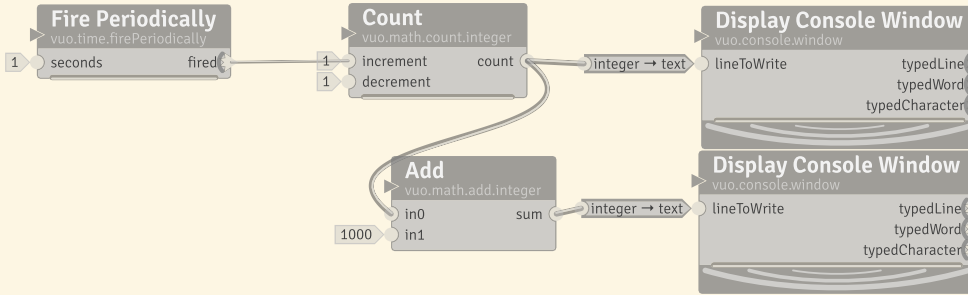 Fire Periodically
vuo.time.firePeriodically
1 seconds fired
Count
vuo.math.count.integer
1 increment count
1 decrement
integer → text
Display Console Window
vuo.console.window
lineToWrite typedLine
typedWord
typedCharacter
Add
vuo.math.add.integer
in0 sum
1000 in1
integer → text
Display Console Window
vuo.console.window
lineToWrite typedLine
typedWord
typedCharacter